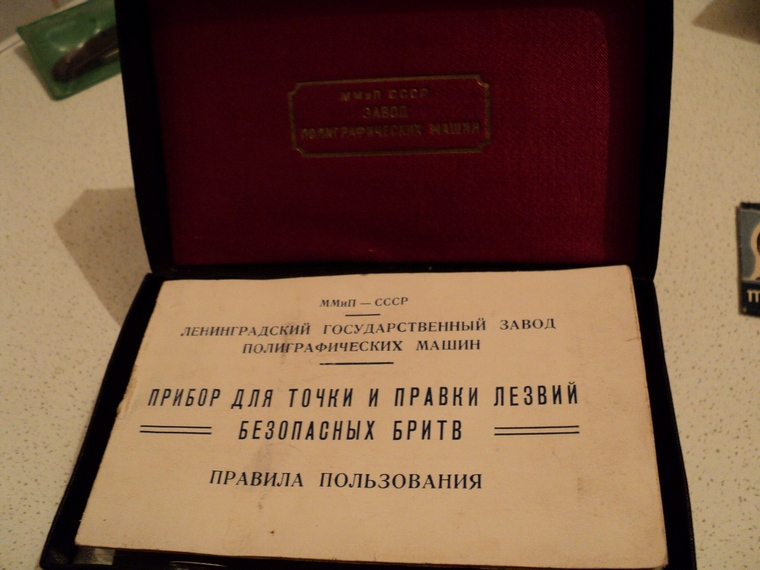 ММиП СССР
ЗАВОД
ПОЛИГРАФИЧЕСКИХ МАШИН
ММиП — СССР
ЛЕНИНГРАДСКИЙ ГОСУДАРСТВЕННЫЙ ЗАВОД
ПОЛИГРАФИЧЕСКИХ МАШИН
ПРИБОР ДЛЯ ТОЧКИ И ПРАВКИ ЛЕЗВИЙ
БЕЗОПАСНЫХ БРИТВ
ПРАВИЛА ПОЛЬЗОВАНИЯ